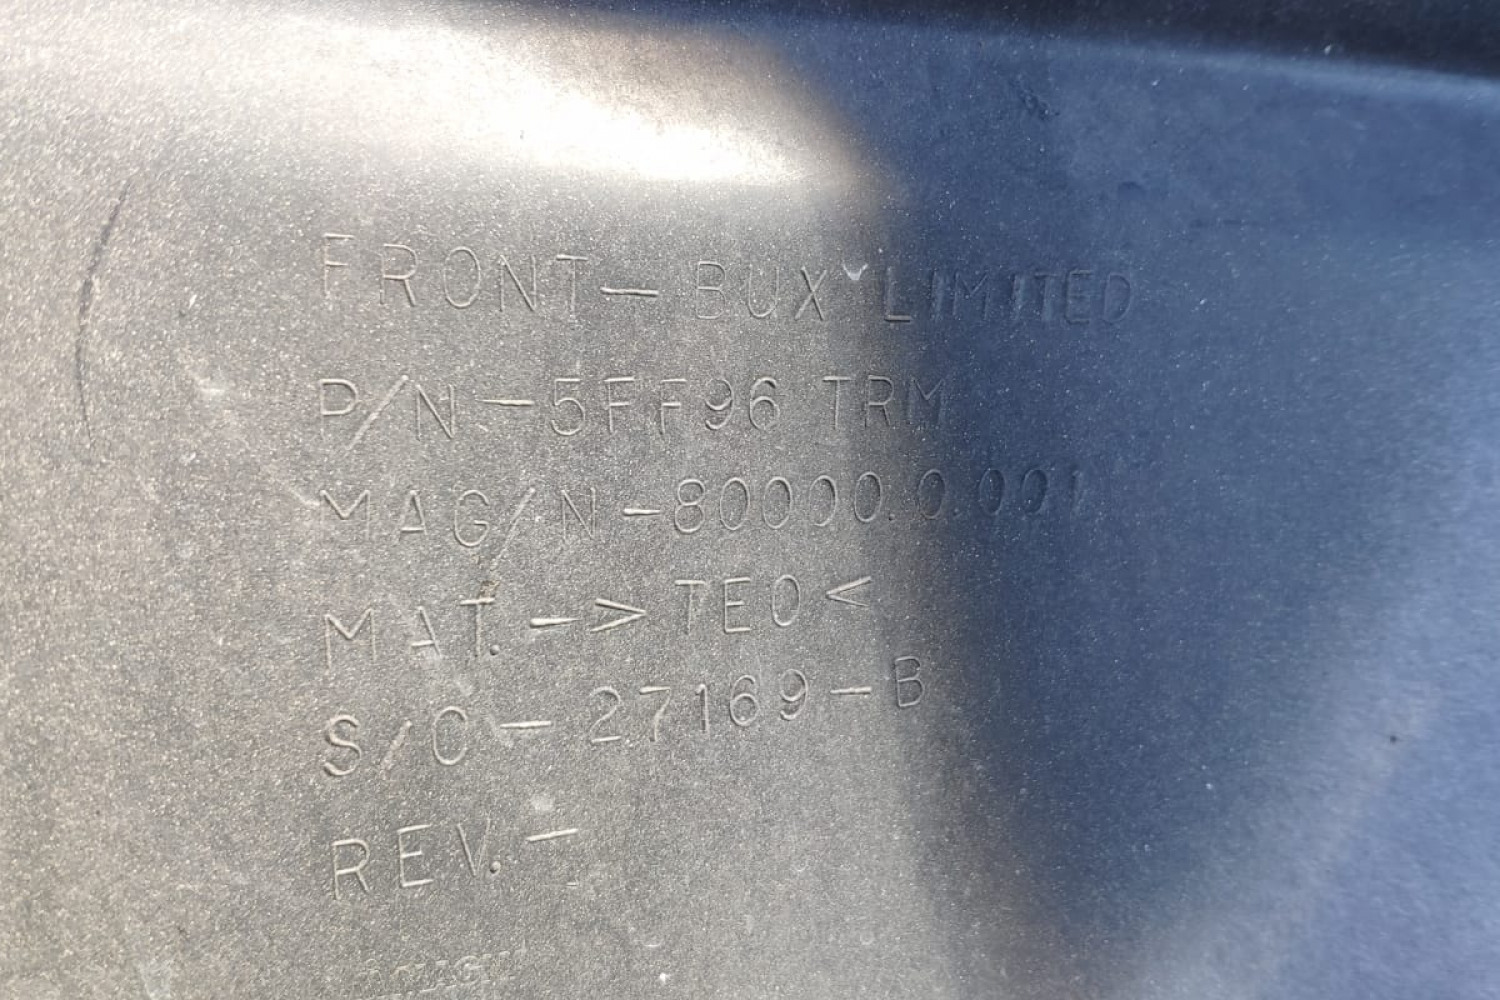 FRONT-BUX LIMITED
P/N-5FF96 TRM
MAG/N-80000.0.001
MAT.->TEO<
S/C-27169-B
REV.-